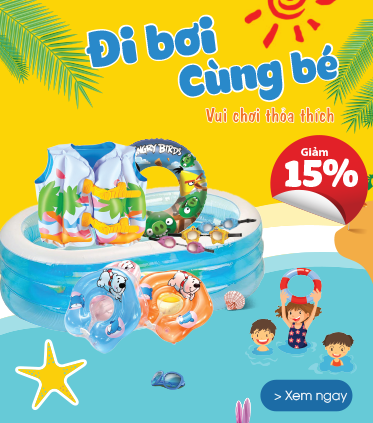 Đi bơi
Cùng bé
Vui chơi thỏa thích
Giảm
15%
ANGRY BIRDS
> Xem ngay